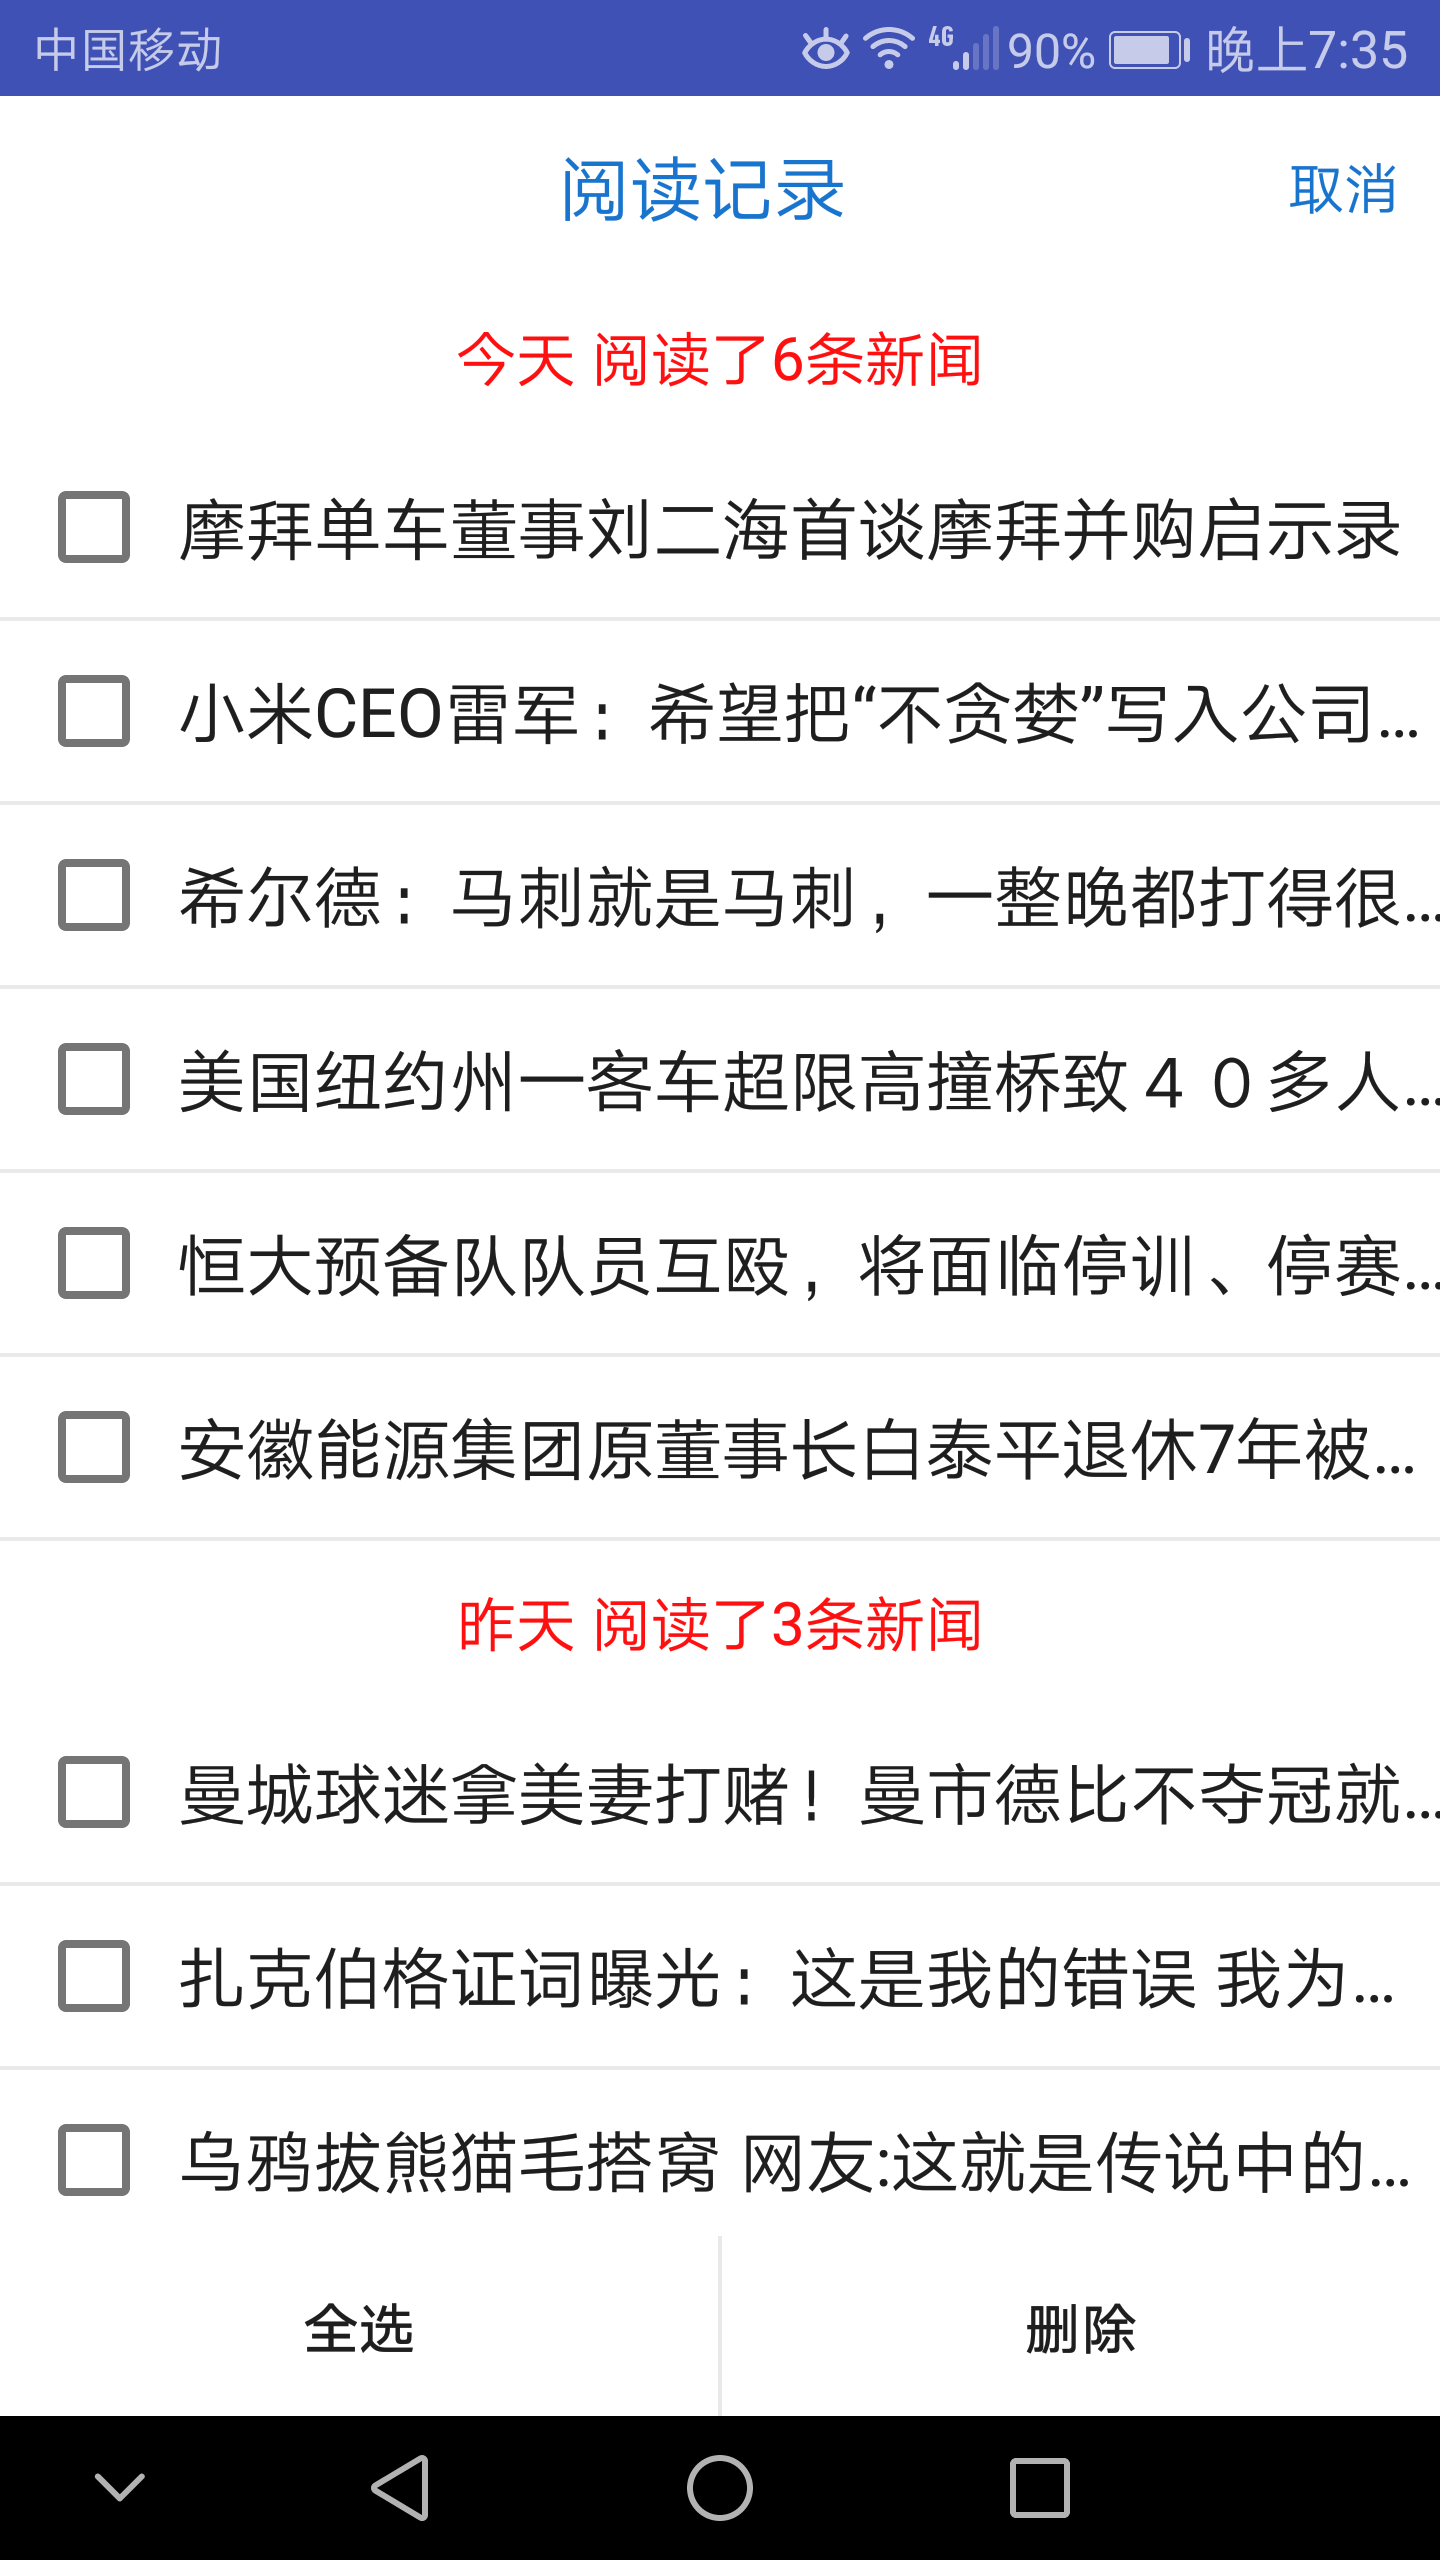 中国移动 4G 90% 晚上7:35
阅读记录 取消
今天 阅读了6条新闻
摩拜单车董事刘二海首谈摩拜并购启示录
小米CEO雷军：希望把“不贪婪”写入公司...
希尔德：马刺就是马刺，一整晚都打得很...
美国纽约州一客车超限高撞桥致４０多人...
恒大预备队队员互殴，将面临停训、停赛...
安徽能源集团原董事长白泰平退休7年被...
昨天 阅读了3条新闻
曼城球迷拿美妻打赌！曼市德比不夺冠就...
扎克伯格证词曝光：这是我的错误 我为...
乌鸦拔熊猫毛搭窝 网友:这就是传说中的...
全选 删除